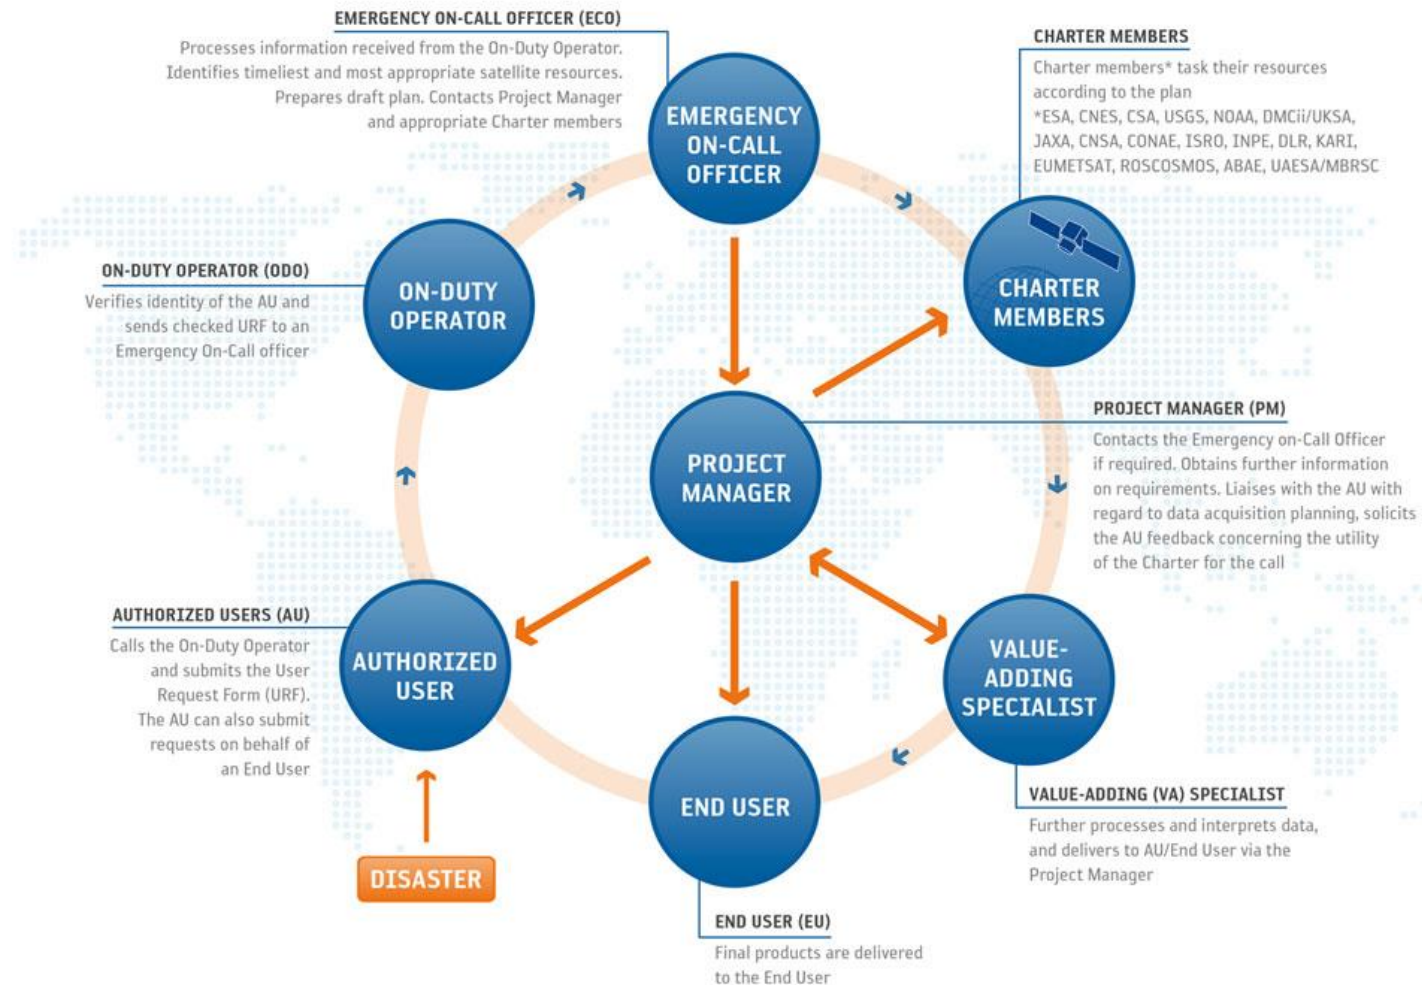 EMERGENCY ON-CALL OFFICER (ECO)
Processes information received from the On-Duty Operator.
Identifies timeliest and most appropriate satellite resources.
Prepares draft plan. Contacts Project Manager
and appropriate Charter members
CHARTER MEMBERS
Charter members* task their resources
according to the plan
*ESA, CNES, CSA, USGS, NOAA, DMCii/UKSA,
JAXA, CNSA, CONAE, ISRO, INPE, DLR, KARI,
EUMETSAT, ROSCOSMOS, ABAE, UAESA/MBRSC
EMERGENCY
ON-CALL
OFFICER
ON-DUTY OPERATOR (ODO)
Verifies identity of the AU and
sends checked URF to an
Emergency On-Call officer
ON-DUTY
OPERATOR
CHARTER
MEMBERS
PROJECT MANAGER (PM)
Contacts the Emergency on-Call Officer
if required. Obtains further information
on requirements. Liaises with the AU with
regard to data acquisition planning, solicits
the AU feedback concerning the utility
of the Charter for the call
PROJECT
MANAGER
AUTHORIZED USERS (AU)
Calls the On-Duty Operator
and submits the User
Request Form (URF).
The AU can also submit
requests on behalf of
an End User
AUTHORIZED
USER
VALUE-
ADDING
SPECIALIST
END USER
VALUE-ADDING (VA) SPECIALIST
Further processes and interprets data,
and delivers to AU/End User via the
Project Manager
DISASTER
END USER (EU)
Final products are delivered
to the End User